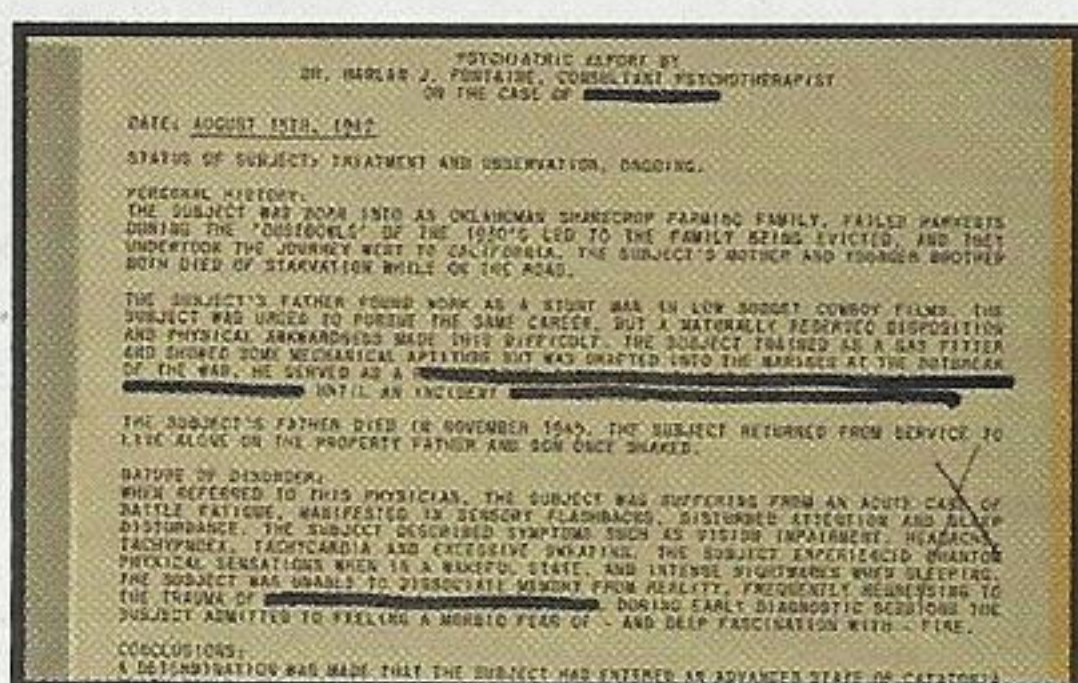 PSYCHIATRIC REPORT BY
DR. HARLAN J. FONTAINE, CONSULTANT PSYCHOTHERAPIST
ON THE CASE OF
DATE: AUGUST 15TH, 1947
STATUS OF SUBJECT: TREATMENT AND OBSERVATION, ONGOING.
PERSONAL HISTORY:
THE SUBJECT WAS BORN INTO AN OKLAHOMAN SHARECROP FARMING FAMILY. FAILED HARVESTS
DURING THE "DUSTBOWLS" OF THE 1930'S LED TO THE FAMILY BEING EVICTED, AND THEY
UNDERTOOK THE JOURNEY WEST TO CALIFORNIA. THE SUBJECT'S MOTHER AND YOUNGER BROTHER
BOTH DIED OF STARVATION WHILE ON THE ROAD.
THE SUBJECT'S FATHER FOUND WORK AS A STUNT MAN IN LOW BUDGET COWBOY FILMS. THE
SUBJECT WAS URGED TO PURSUE THE SAME CAREER, BUT A NATURALLY RESERVED DISPOSITION
AND PHYSICAL AWKWARDNESS MADE THIS DIFFICULT. THE SUBJECT TRAINED AS A GAS FITTER
AND SHOWED SOME MECHANICAL APTITUDE BUT WAS DRAFTED INTO THE MARINES AT THE OUTBREAK
OF THE WAR. HE SERVED AS A
UNTIL AN INCIDENT
THE SUBJECT'S FATHER DIED IN NOVEMBER 1945. THE SUBJECT RETURNED FROM SERVICE TO
LIVE ALONE ON THE PROPERTY FATHER AND SON ONCE SHARED.
NATURE OF DISORDER:
WHEN REFERRED TO THIS PHYSICIAN, THE SUBJECT WAS SUFFERING FROM AN ACUTE CASE OF
BATTLE FATIGUE, MANIFESTED IN SENSORY FLASHBACKS, DISTURBED ATTENTION AND SLEEP
DISTURBANCE. THE SUBJECT DESCRIBED SYMPTOMS SUCH AS VISION IMPAIRMENT, HEADACHE,
TACHYPNOEA, TACHYCARDIA AND EXCESSIVE SWEATING. THE SUBJECT EXPERIENCED PHANTOM
PHYSICAL SENSATIONS WHEN IN A WAKEFUL STATE, AND INTENSE NIGHTMARES WHEN SLEEPING.
THE SUBJECT WAS UNABLE TO DISSOCIATE MEMORY FROM REALITY, FREQUENTLY REGRESSING TO
THE TRAUMA OF DURING EARLY DIAGNOSTIC SESSIONS THE
SUBJECT ADMITTED TO FEELING A MORBID FEAR OF - AND DEEP FASCINATION WITH - FIRE.
CONCLUSIONS:
A DETERMINATION WAS MADE THAT THE SUBJECT HAD ENTERED AN ADVANCED STATE OF CATATONIA